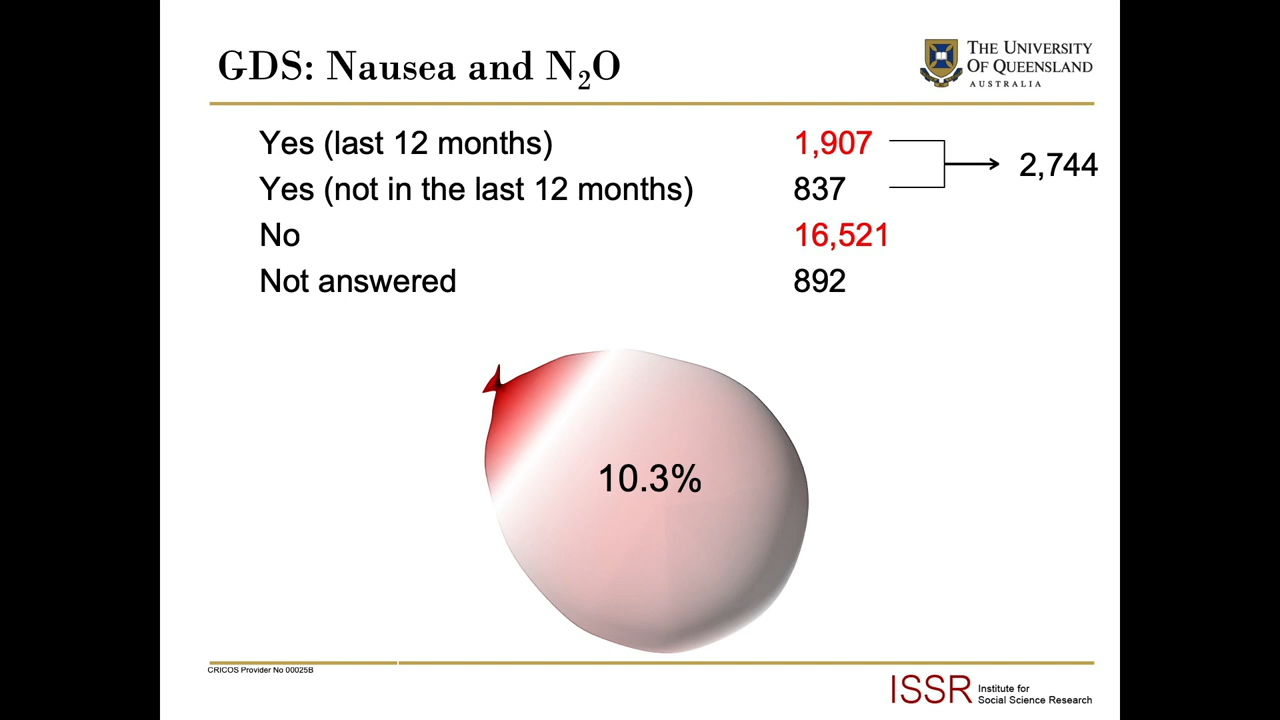 GDS: Nausea and N₂O
THE UNIVERSITY
OF QUEENSLAND
AUSTRALIA
Yes (last 12 months) 1,907
Yes (not in the last 12 months) 837
2,744
No 16,521
Not answered 892
10.3%
CRICOS Provider No 00025B
ISSR Institute for
Social Science Research